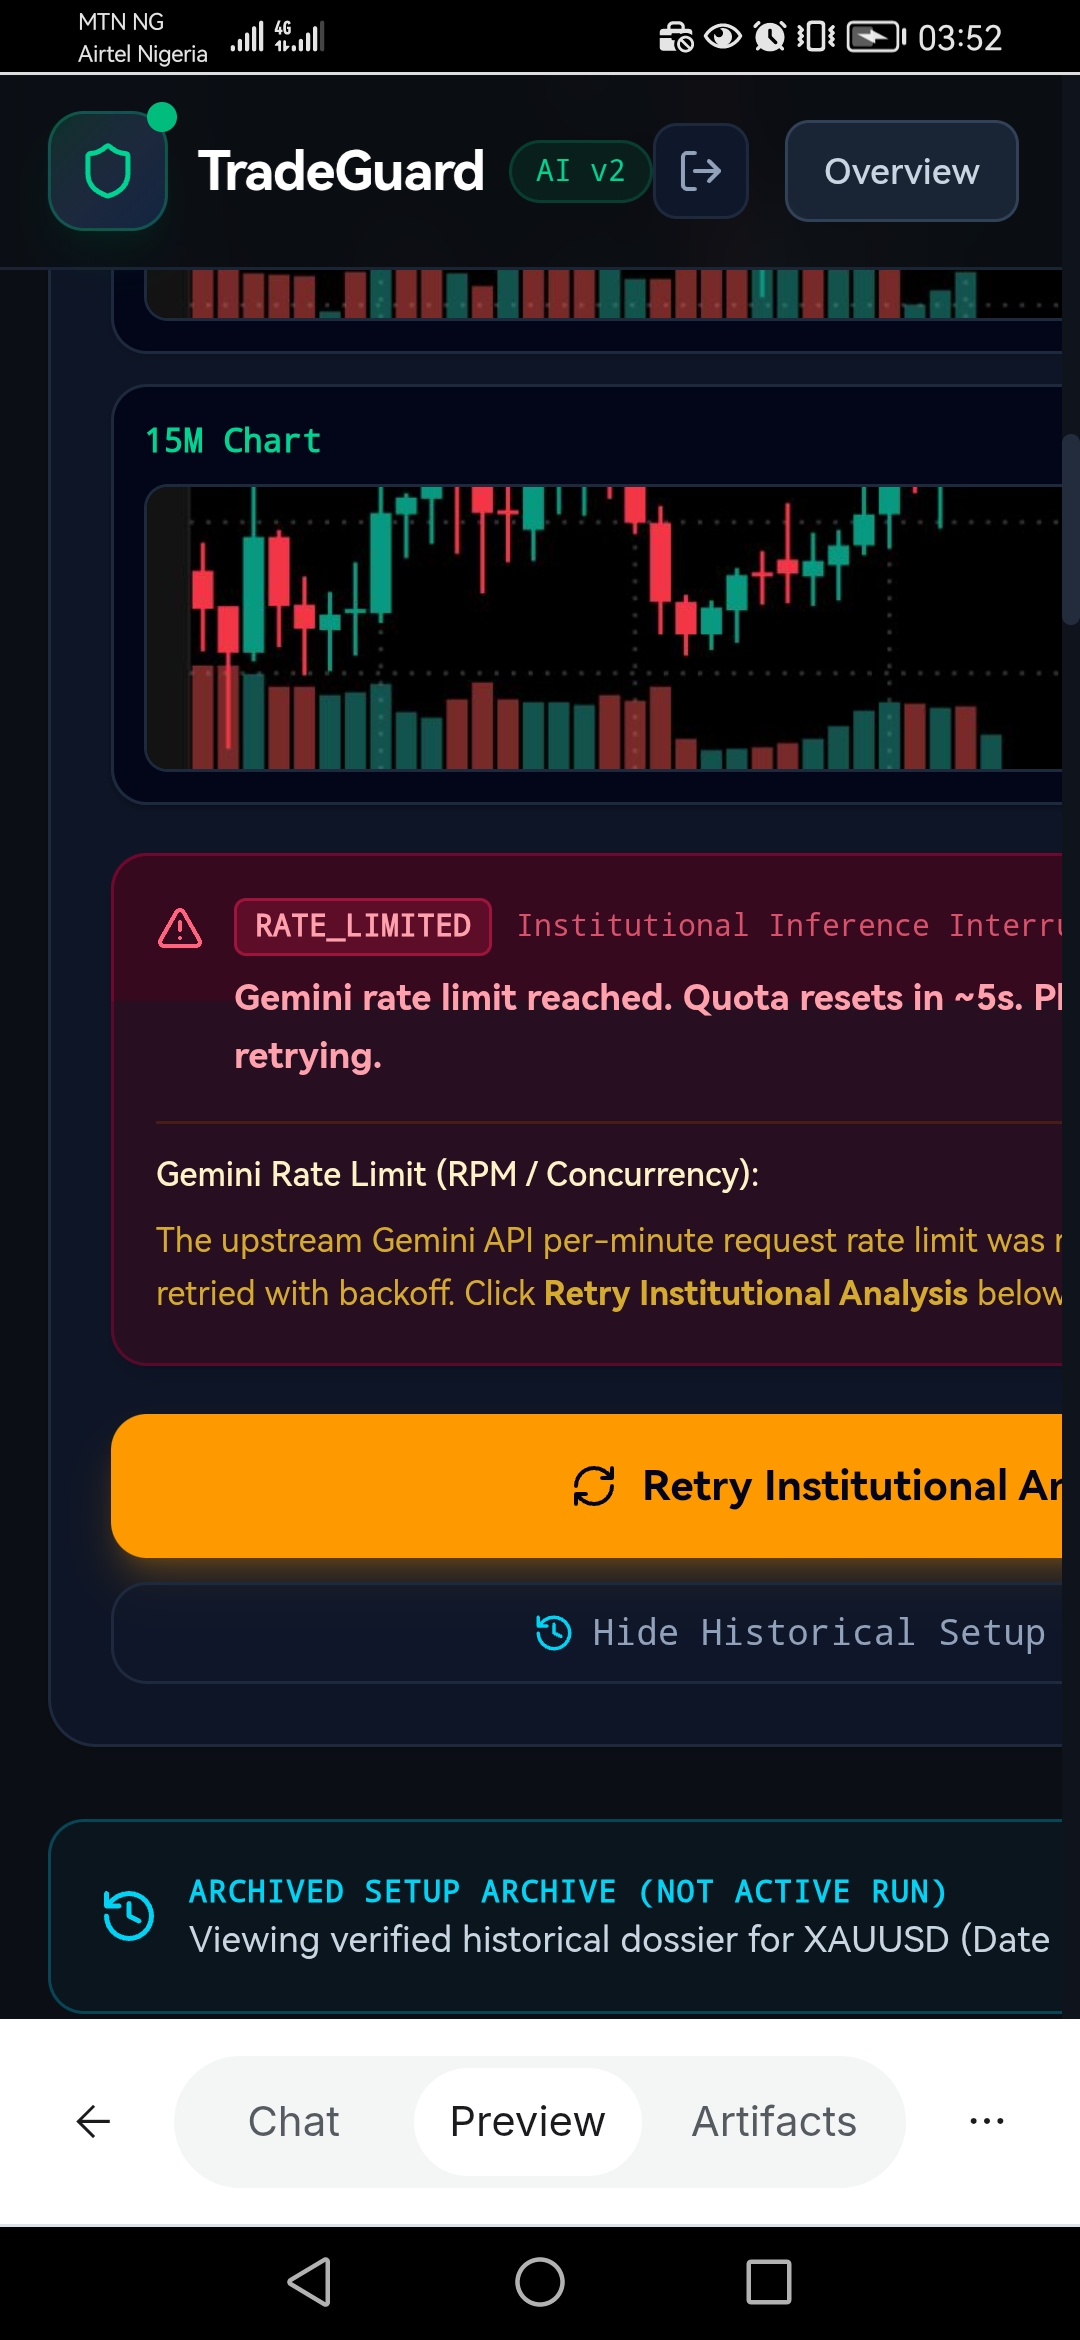 MTN NG
Airtel Nigeria
4G
03:52
TradeGuard
AI v2
Overview
15M Chart
RATE_LIMITED
Institutional Inference
Gemini rate limit reached. Quota resets in ~5s.
retrying.
Gemini Rate Limit (RPM / Concurrency):
The upstream Gemini API per-minute request rate limit was
retried with backoff. Click Retry Institutional Analysis below
Retry Institutional
Hide Historical Setup
ARCHIVED SETUP ARCHIVE (NOT ACTIVE RUN)
Viewing verified historical dossier for XAUUSD (Date
Chat
Preview
Artifacts